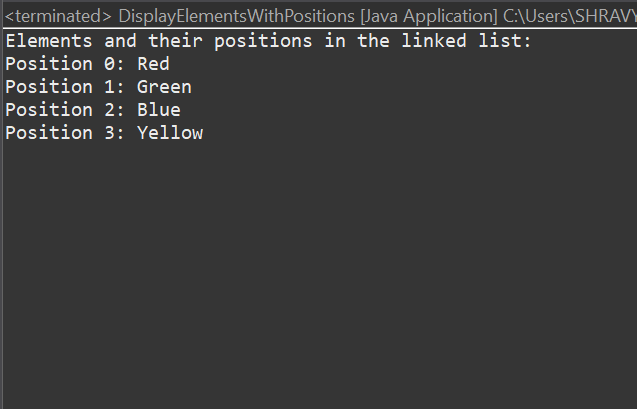 <terminated> DisplayElementsWithPositions [Java Application] C:\Users\SHRAVY
Elements and their positions in the linked list:
Position 0: Red
Position 1: Green
Position 2: Blue
Position 3: Yellow